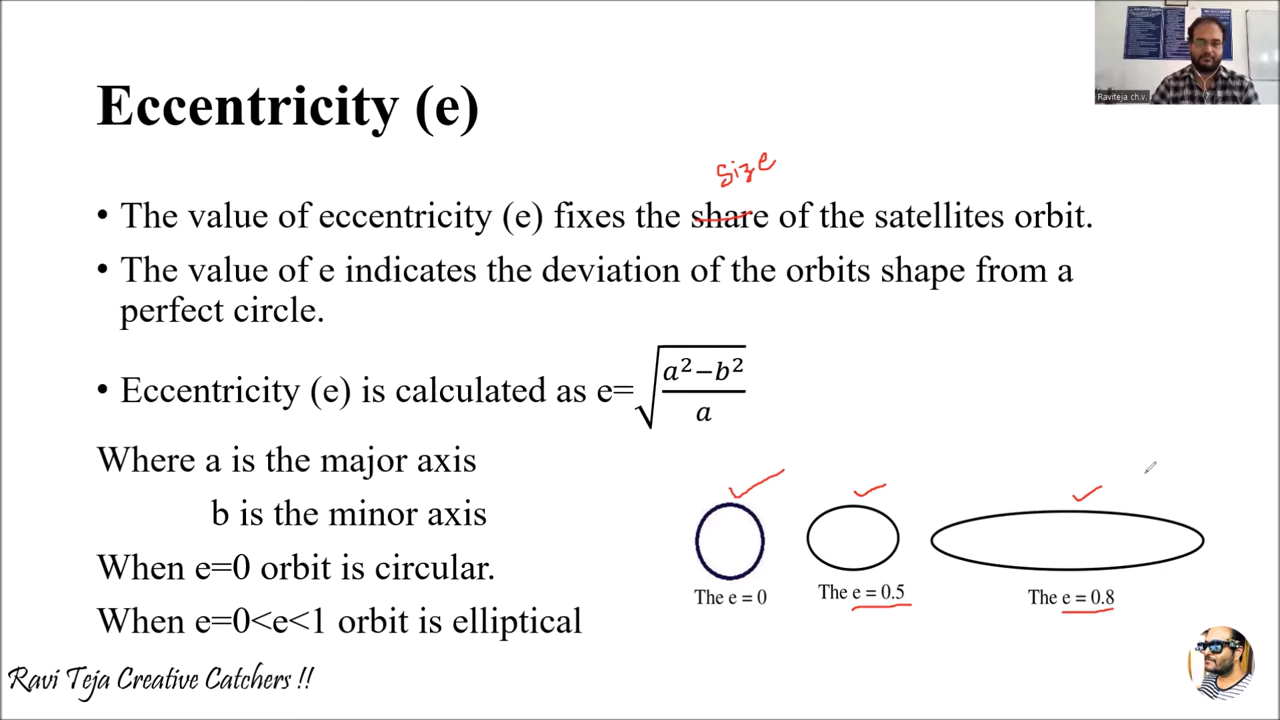 Raviteja ch.v.
Eccentricity (e)
size
• The value of eccentricity (e) fixes the share of the satellites orbit.
• The value of e indicates the deviation of the orbits shape from a
perfect circle.
• Eccentricity (e) is calculated as e=√((a²−b²)/a)
Where a is the major axis
b is the minor axis
When e=0 orbit is circular.
When e=0<e<1 orbit is elliptical
The e = 0
The e = 0.5
The e = 0.8
Ravi Teja Creative Catchers !!